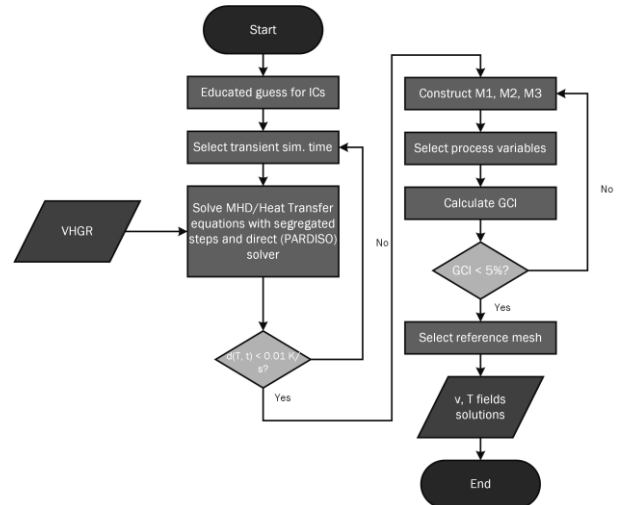 Start
Educated guess for ICs
Select transient sim. time
VHGR
Solve MHD/Heat Transfer
equations with segregated
steps and direct (PARDISO)
solver
d(T, t) < 0.01 K/
s?
Yes
No
Construct M1, M2, M3
Select process variables
Calculate GCI
No
GCI < 5%?
Yes
Select reference mesh
v, T fields
solutions
End